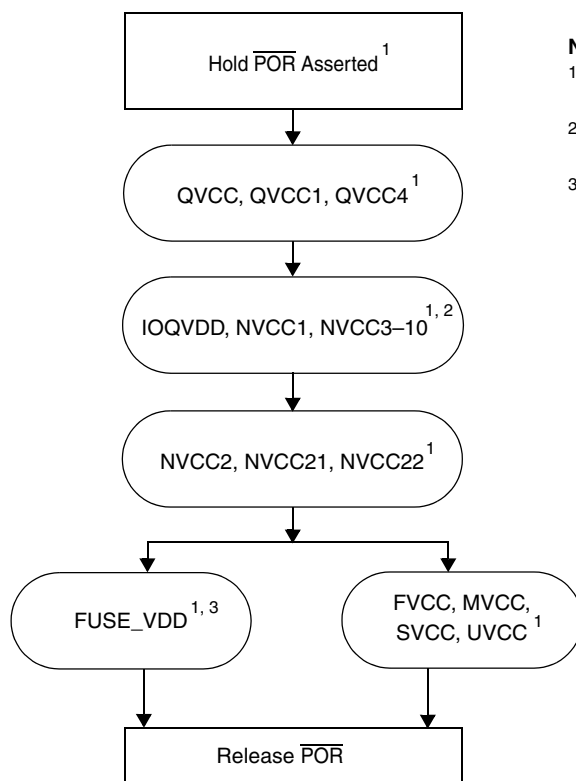 Hold POR Asserted 1
QVCC, QVCC1, QVCC4 1
IOQVDD, NVCC1, NVCC3–10 1, 2
NVCC2, NVCC21, NVCC22 1
FUSE_VDD 1, 3
FVCC, MVCC,
SVCC, UVCC 1
Release POR
N
1
2
3